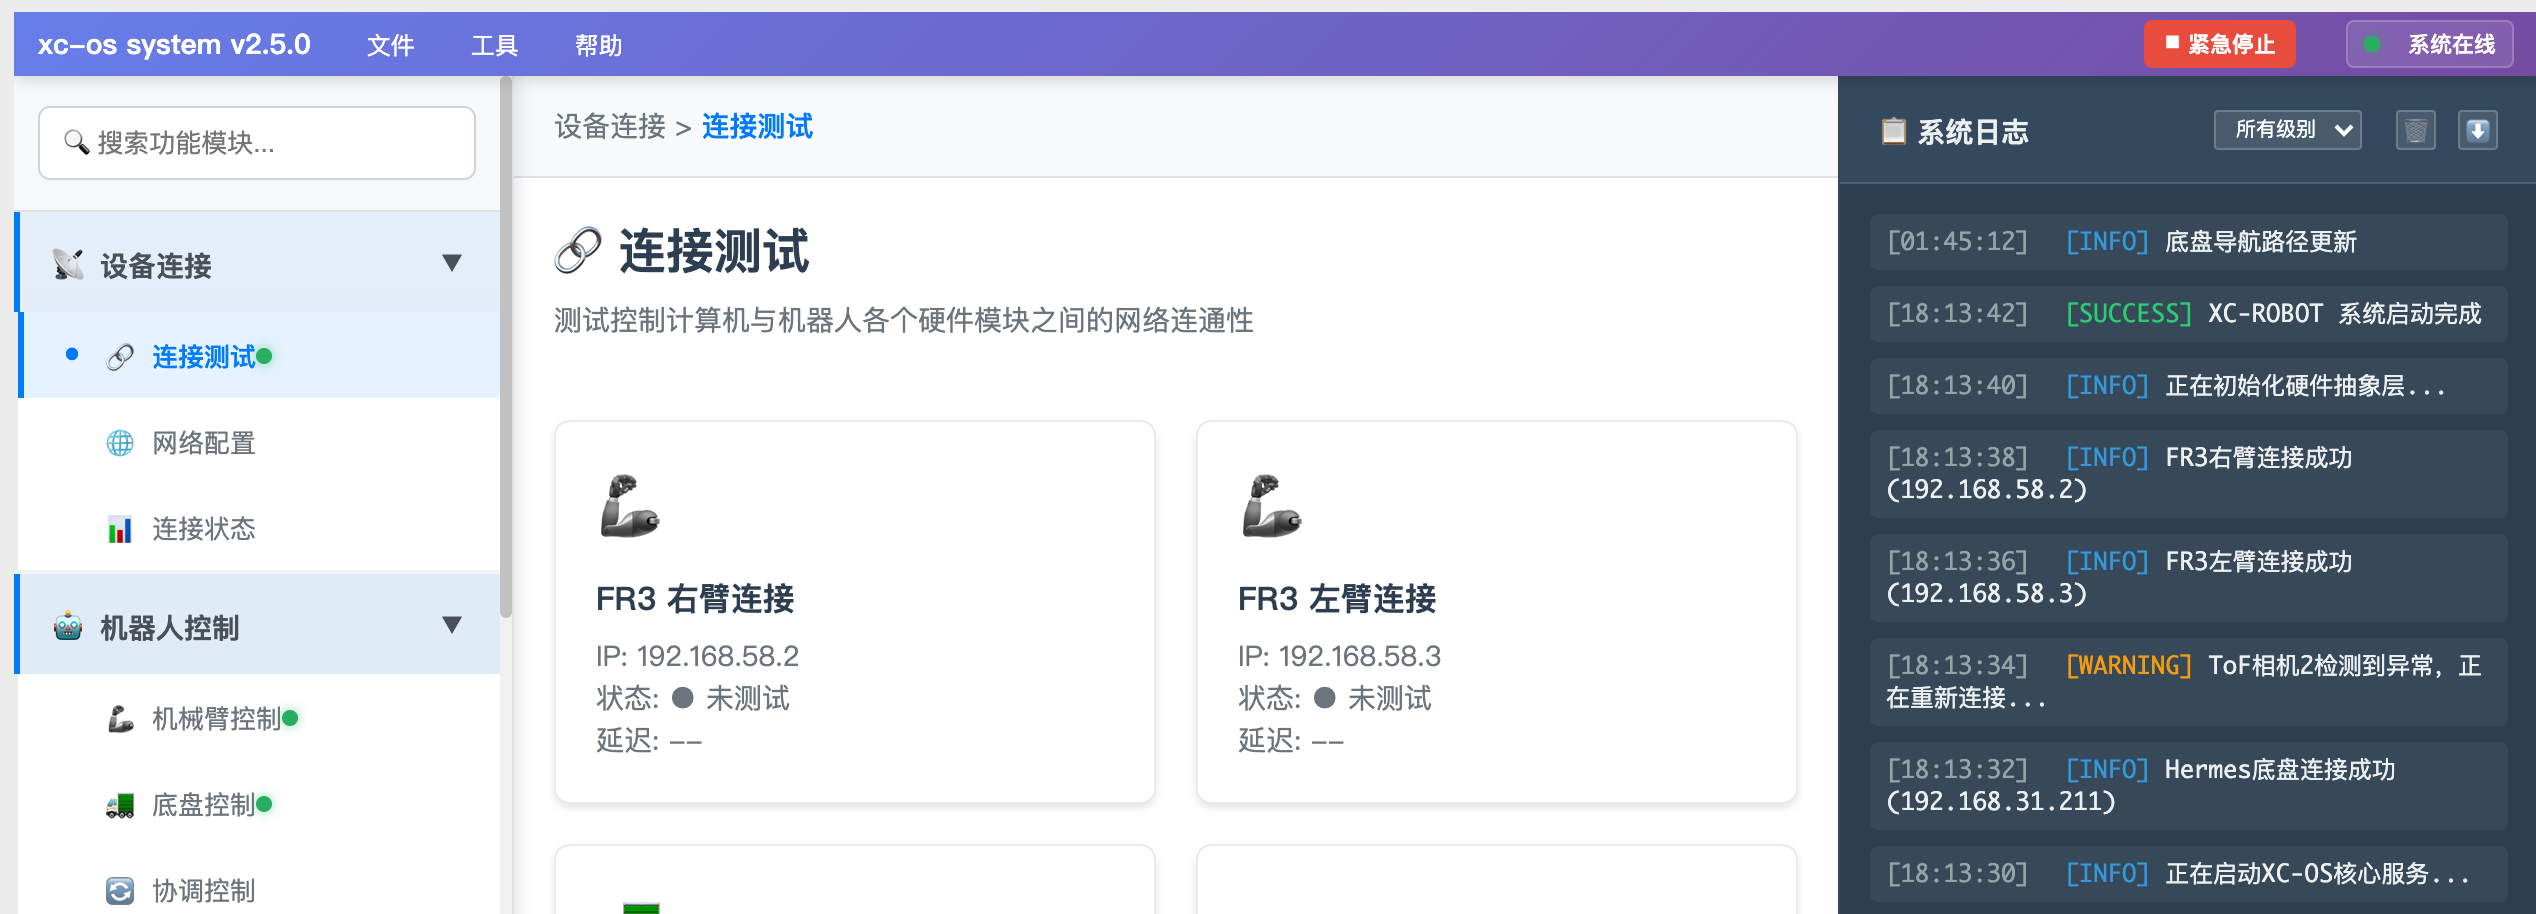 xc-os system v2.5.0
文件
工具
帮助
紧急停止
系统在线
搜索功能模块...
设备连接
连接测试
网络配置
连接状态
机器人控制
机械臂控制
底盘控制
协调控制
设备连接 > 连接测试
连接测试
测试控制计算机与机器人各个硬件模块之间的网络连通性
FR3 右臂连接
IP: 192.168.58.2
状态: ● 未测试
延迟: --
FR3 左臂连接
IP: 192.168.58.3
状态: ● 未测试
延迟: --
系统日志
所有级别
[01:45:12] [INFO] 底盘导航路径更新
[18:13:42] [SUCCESS] XC-ROBOT 系统启动完成
[18:13:40] [INFO] 正在初始化硬件抽象层...
[18:13:38] [INFO] FR3右臂连接成功
(192.168.58.2)
[18:13:36] [INFO] FR3左臂连接成功
(192.168.58.3)
[18:13:34] [WARNING] ToF相机2检测到异常，正
在重新连接...
[18:13:32] [INFO] Hermes底盘连接成功
(192.168.31.211)
[18:13:30] [INFO] 正在启动XC-OS核心服务...